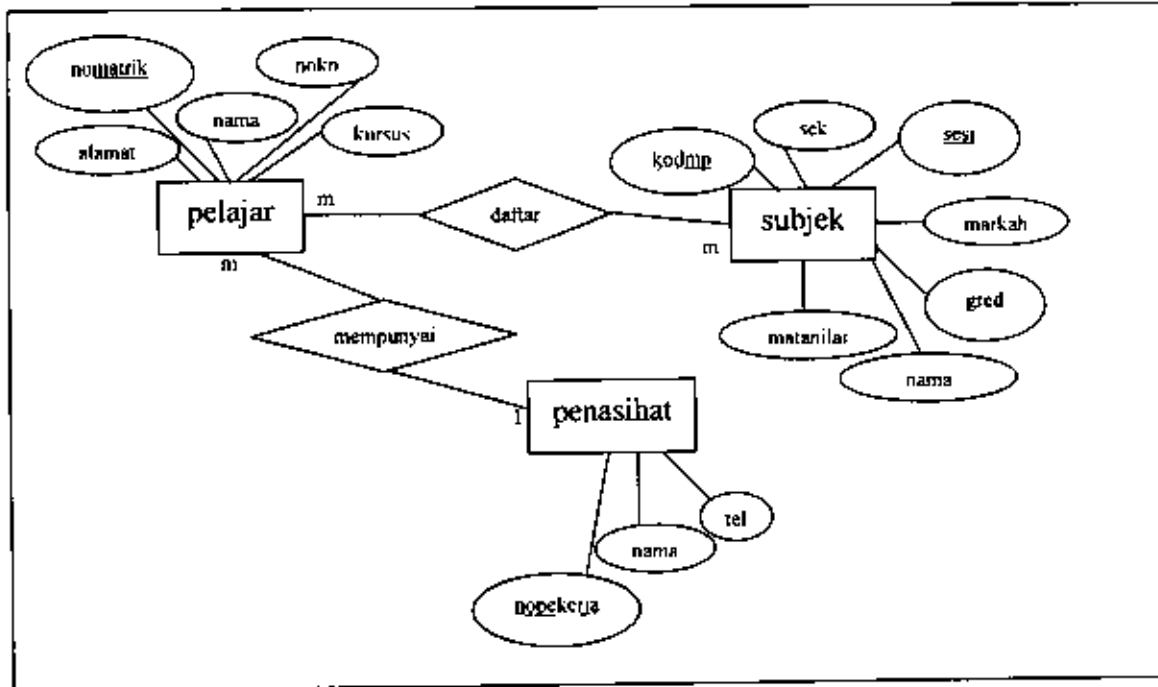 nomatrik
nokp
nama
kursus
alamat
pelajar
m
daftar
m
subjek
kodmp
sek
sesi
markah
gred
nama
matanilai
m
mempunyai
1
penasihat
tel
nama
nopekerja